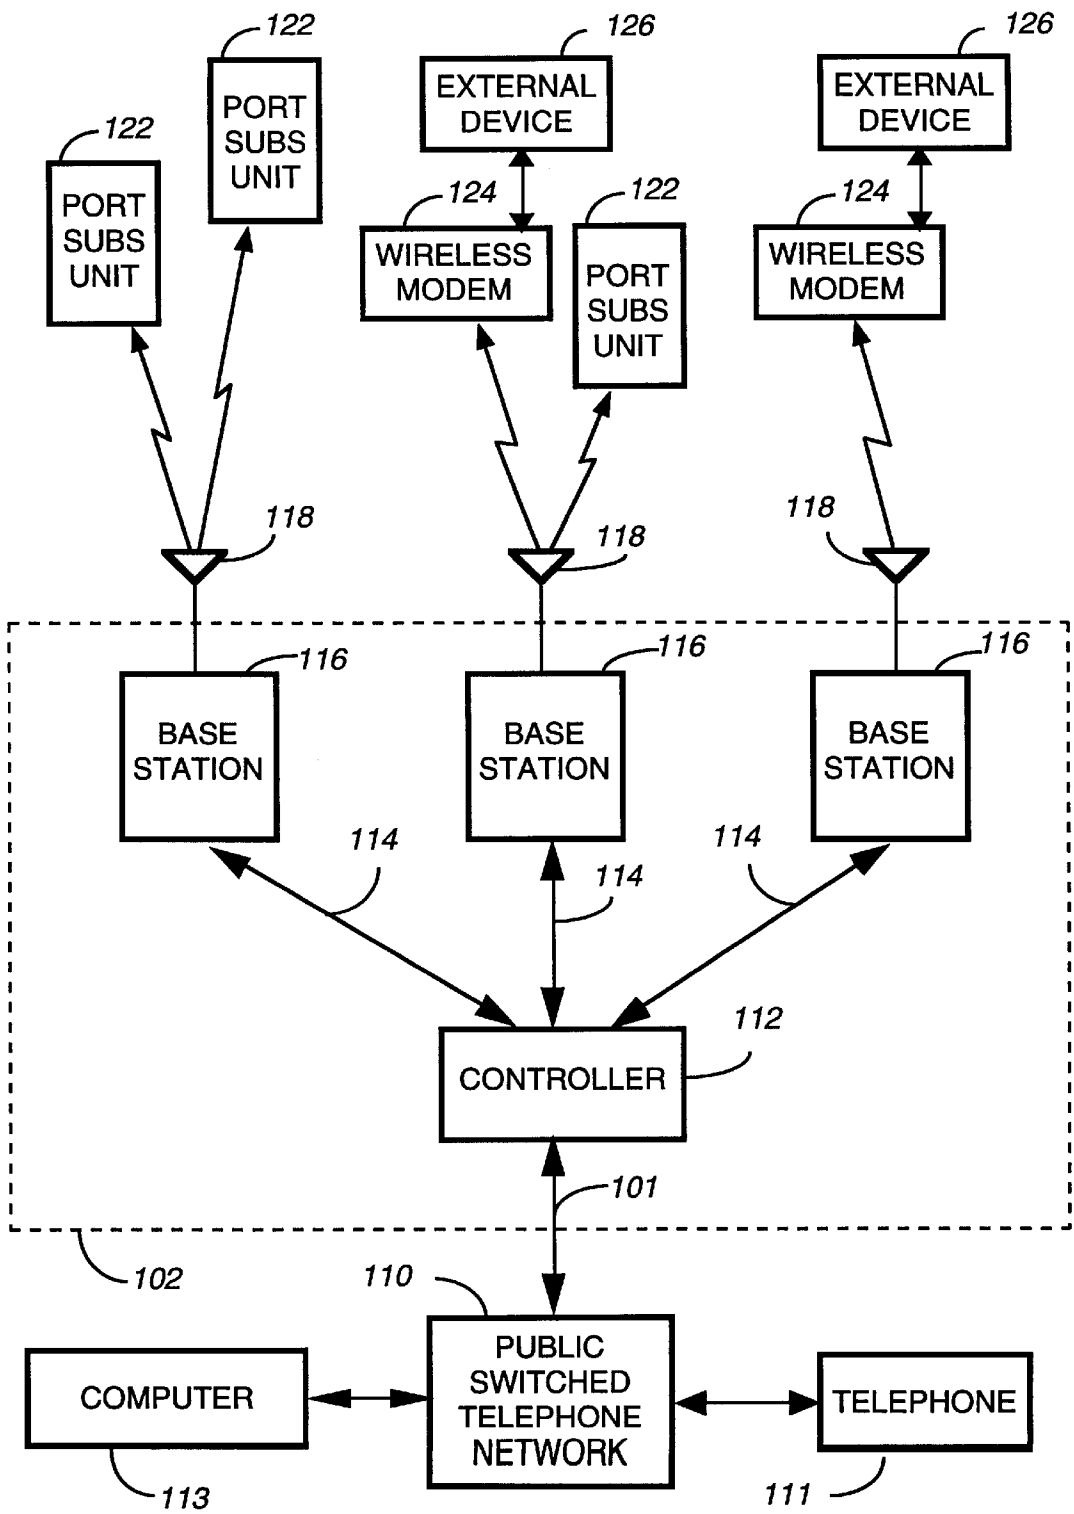 122
126
126
PORT
SUBS
UNIT
EXTERNAL
DEVICE
EXTERNAL
DEVICE
122
PORT
SUBS
UNIT
124
122
124
WIRELESS
MODEM
PORT
SUBS
UNIT
WIRELESS
MODEM
118
118
118
116
116
116
BASE
STATION
BASE
STATION
BASE
STATION
114
114
114
112
CONTROLLER
101
102
110
PUBLIC
SWITCHED
TELEPHONE
NETWORK
COMPUTER
TELEPHONE
113
111